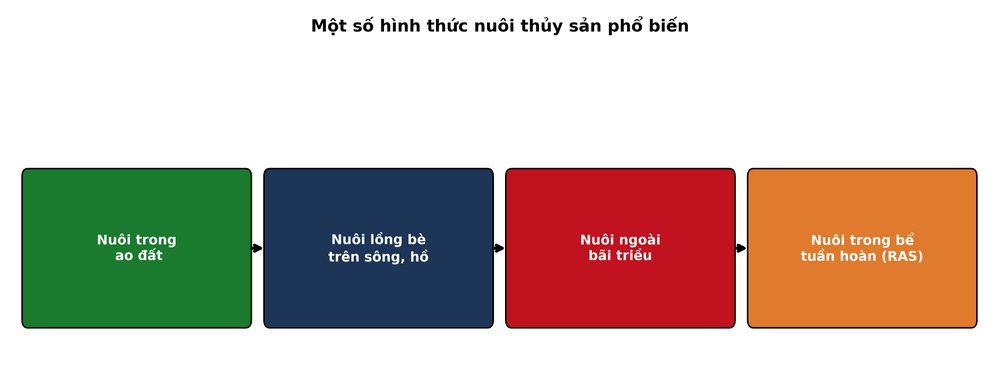 Một số hình thức nuôi thủy sản phổ biến
Nuôi trong
ao đất
Nuôi lồng bè
trên sông, hồ
Nuôi ngoài
bãi triều
Nuôi trong bể
tuần hoàn (RAS)